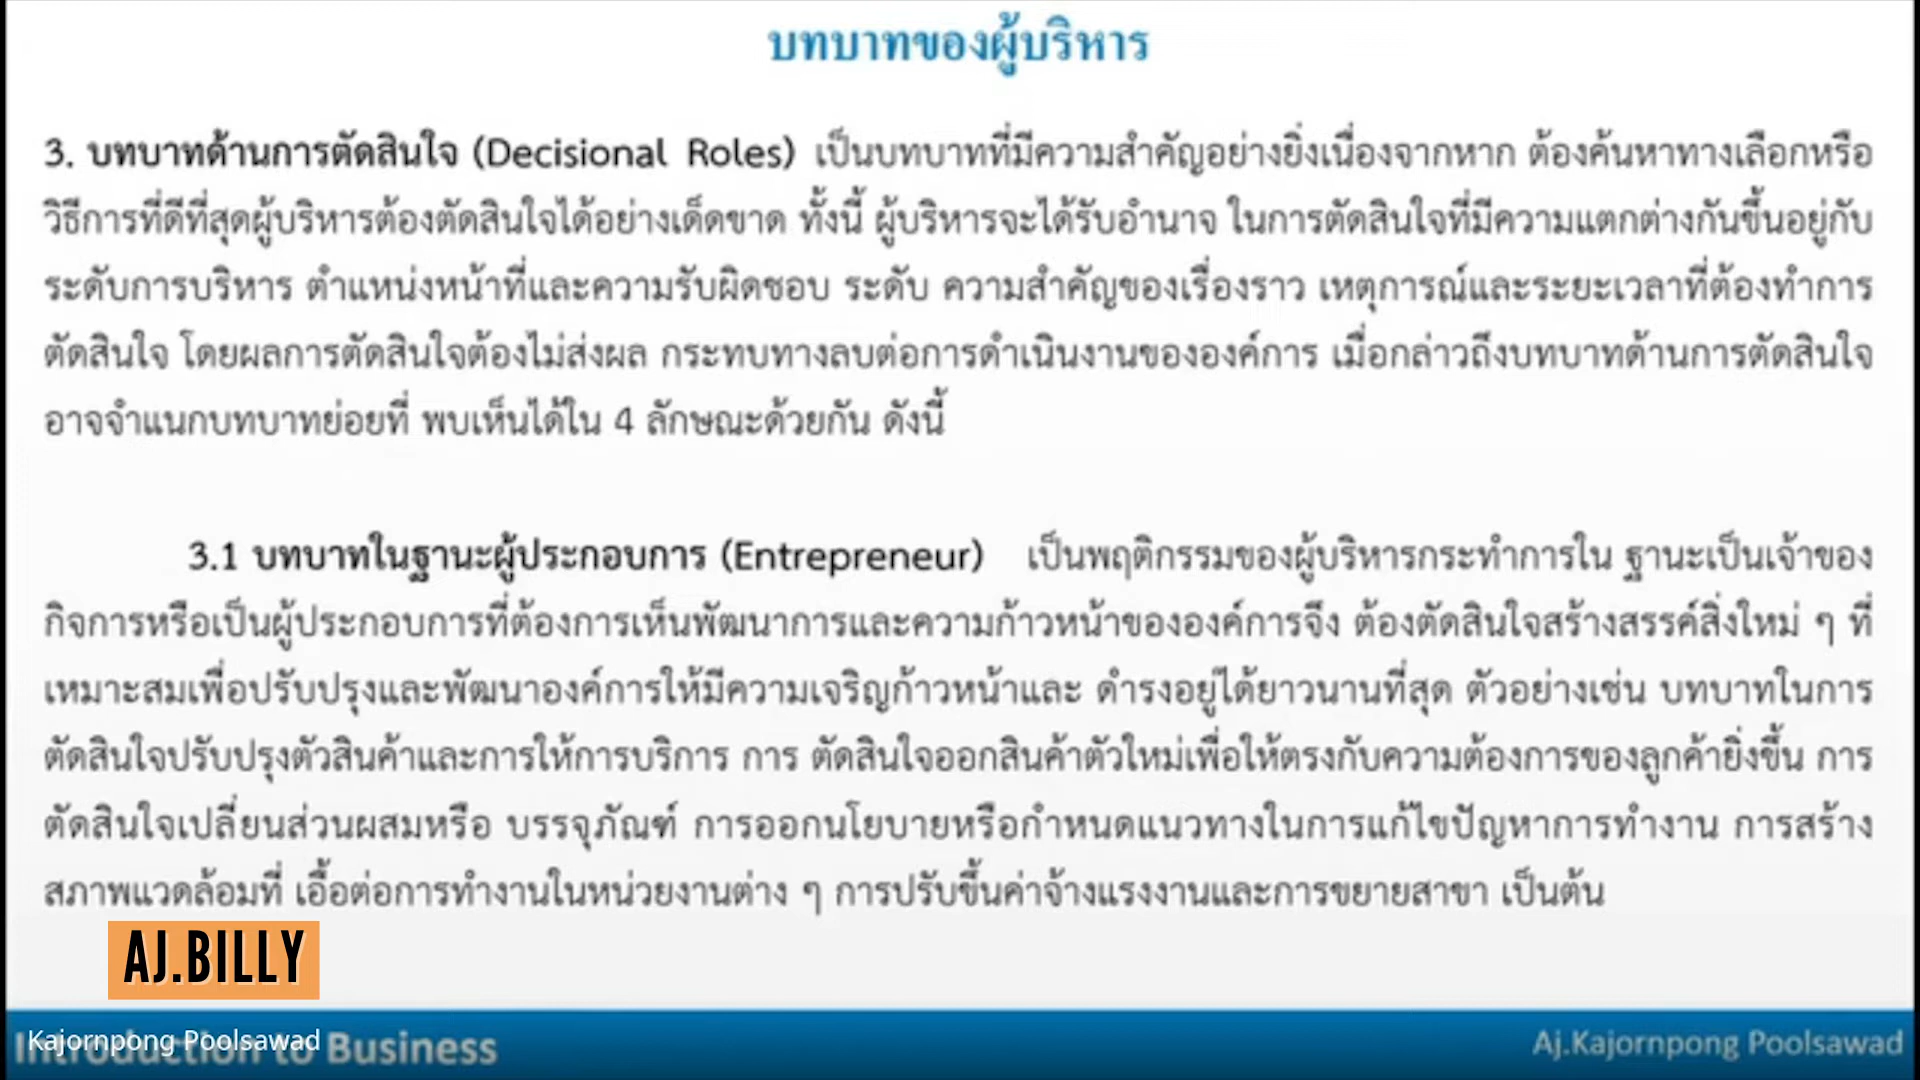 บทบาทของผู้บริหาร
3. บทบาทด้านการตัดสินใจ (Decisional Roles) เป็นบทบาทที่มีความสำคัญอย่างยิ่งเนื่องจากหาก ต้องค้นหาทางเลือกหรือ
วิธีการที่ดีที่สุดผู้บริหารต้องตัดสินใจได้อย่างเด็ดขาด ทั้งนี้ ผู้บริหารจะได้รับอำนาจ ในการตัดสินใจที่มีความแตกต่างกันขึ้นอยู่กับ
ระดับการบริหาร ตำแหน่งหน้าที่และความรับผิดชอบ ระดับ ความสำคัญของเรื่องราว เหตุการณ์และระยะเวลาที่ต้องทำการ
ตัดสินใจ โดยผลการตัดสินใจต้องไม่ส่งผล กระทบทางลบต่อการดำเนินงานขององค์การ เมื่อกล่าวถึงบทบาทด้านการตัดสินใจ
อาจจำแนกบทบาทย่อยที่ พบเห็นได้ใน 4 ลักษณะด้วยกัน ดังนี้
3.1 บทบาทในฐานะผู้ประกอบการ (Entrepreneur) เป็นพฤติกรรมของผู้บริหารกระทำการใน ฐานะเป็นเจ้าของ
กิจการหรือเป็นผู้ประกอบการที่ต้องการเห็นพัฒนาการและความก้าวหน้าขององค์การจึง ต้องตัดสินใจสร้างสรรค์สิ่งใหม่ ๆ ที่
เหมาะสมเพื่อปรับปรุงและพัฒนาองค์การให้มีความเจริญก้าวหน้าและ ดำรงอยู่ได้ยาวนานที่สุด ตัวอย่างเช่น บทบาทในการ
ตัดสินใจปรับปรุงตัวสินค้าและการให้การบริการ การ ตัดสินใจออกสินค้าตัวใหม่เพื่อให้ตรงกับความต้องการของลูกค้ายิ่งขึ้น การ
ตัดสินใจเปลี่ยนส่วนผสมหรือ บรรจุภัณฑ์ การออกนโยบายหรือกำหนดแนวทางในการแก้ไขปัญหาการทำงาน การสร้าง
สภาพแวดล้อมที่ เอื้อต่อการทำงานในหน่วยงานต่าง ๆ การปรับขึ้นค่าจ้างแรงงานและการขยายสาขา เป็นต้น
AJ.BILLY
Kajornpong Poolsawad
Introduction to Business
Aj.Kajornpong Poolsawad